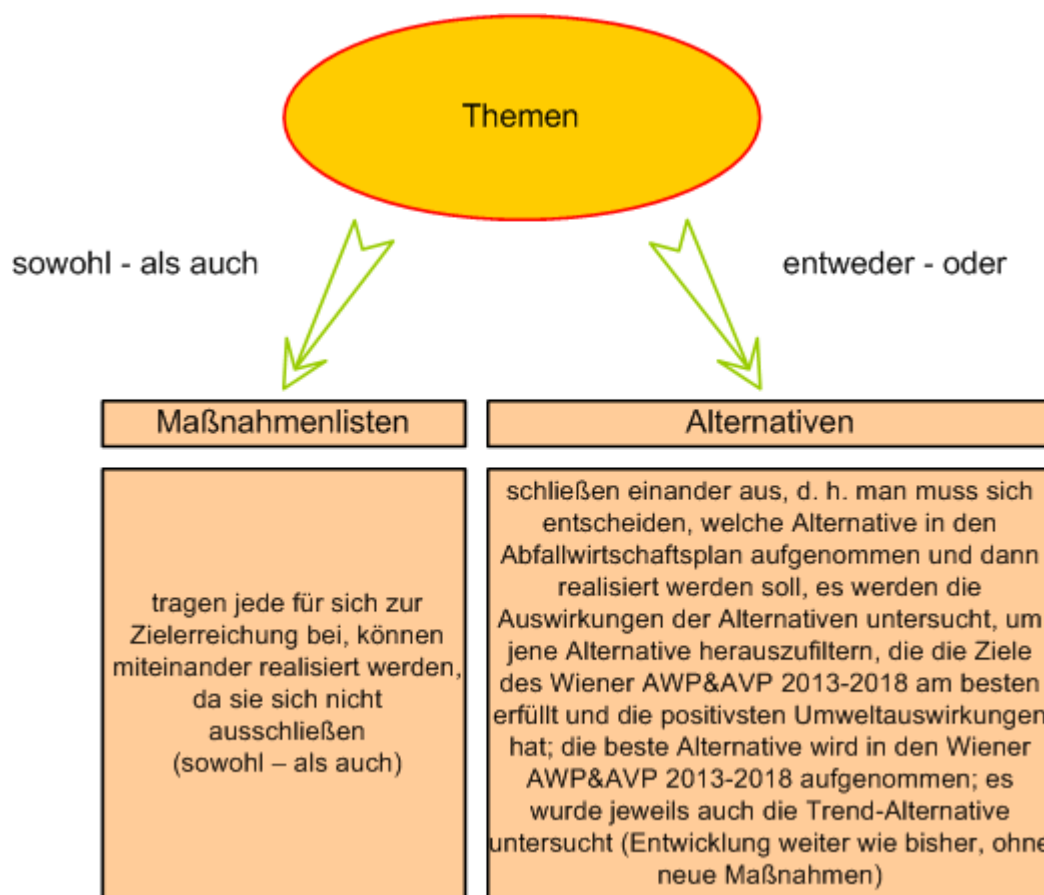 Themen
sowohl - als auch
entweder - oder
Maßnahmenlisten
tragen jede für sich zur
Zielerreichung bei, können
miteinander realisiert werden,
da sie sich nicht
ausschließen
(sowohl – als auch)
Alternativen
schließen einander aus, d. h. man muss sich
entscheiden, welche Alternative in den
Abfallwirtschaftsplan aufgenommen und dann
realisiert werden soll, es werden die
Auswirkungen der Alternativen untersucht, um
jene Alternative herauszufiltern, die die Ziele
des Wiener AWP&AVP 2013-2018 am besten
erfüllt und die positivsten Umweltauswirkungen
hat; die beste Alternative wird in den Wiener
AWP&AVP 2013-2018 aufgenommen; es
wurde jeweils auch die Trend-Alternative
untersucht (Entwicklung weiter wie bisher, ohne
neue Maßnahmen)